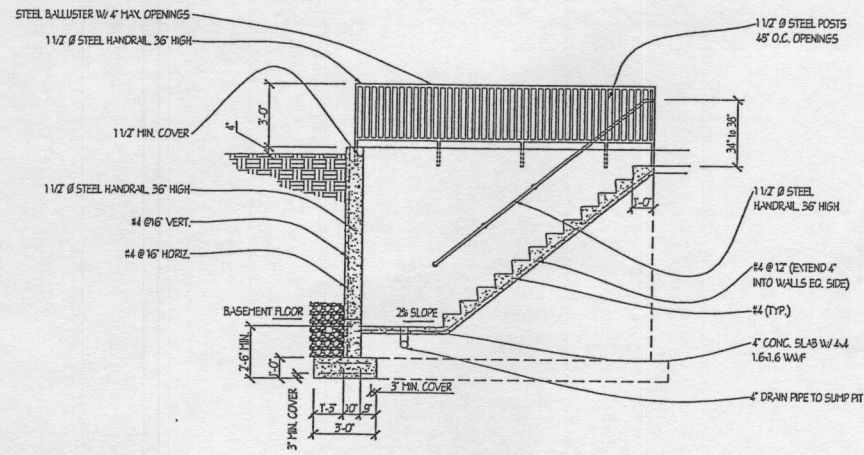 STEEL BALLUSTER W/ 4" MAX. OPENINGS
1 1/2" Ø STEEL HANDRAIL 36" HIGH
1 1/2" MIN. COVER
1 1/2" Ø STEEL HANDRAIL 36" HIGH
#4 @16" VERT.
#4 @ 16" HORIZ.
BASEMENT FLOOR
2% SLOPE
3'-0"
4"
2'-6" MIN.
1'-0"
3" MIN. COVER
3" MIN. COVER
1'-3" 10" 9"
3'-0"
1 1/2" Ø STEEL POSTS
48" O.C. OPENINGS
34" to 38"
1'-0"
1 1/2" Ø STEEL
HANDRAIL 36" HIGH
#4 @ 12" (EXTEND 4"
INTO WALLS EQ. SIDE)
#4 (TYP.)
4" CONC. SLAB W/ 4x4
1.6x1.6 WWF
4" DRAIN PIPE TO SUMP PIT